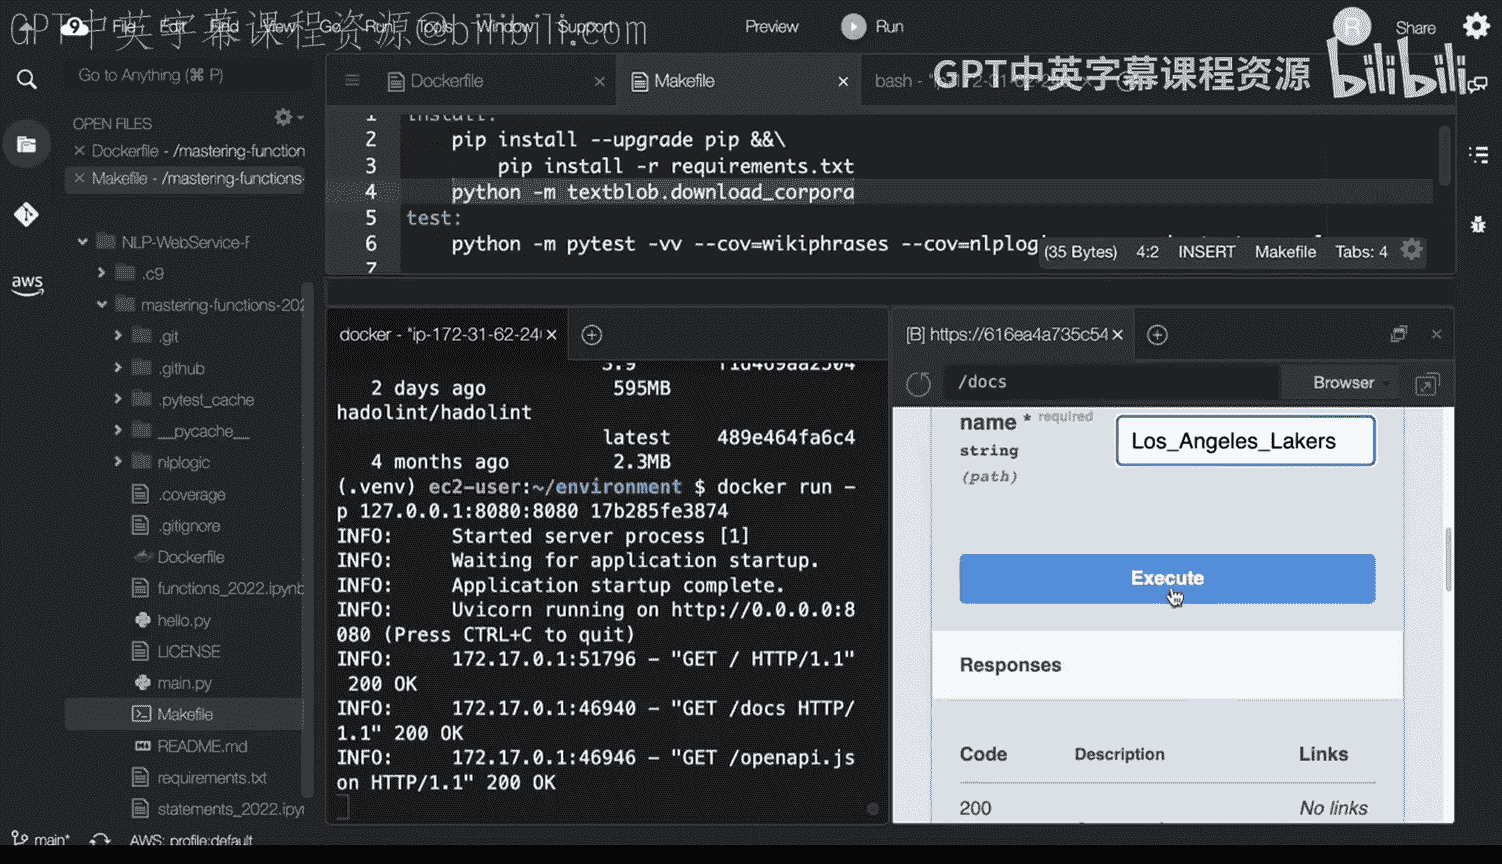 GPT中英字幕课程资源@bilibili.com
File Edit Find View Go Run Tools Window Support Preview Run Share
R
GPT中英字幕课程资源 bilibili
Go to Anything (⌘ P)
Dockerfile
Makefile
bash -
OPEN FILES
Dockerfile - /mastering-function
Makefile - /mastering-functions-
1 install:
2 pip install --upgrade pip &&\
3 pip install -r requirements.txt
4 python -m textblob.download_corpora
5 test:
6 python -m pytest -vv --cov=wikiphrases --cov=nlplogi
7
(35 Bytes) 4:2 INSERT Makefile Tabs: 4
aws
NLP-WebService-F
.c9
mastering-functions-202
.git
.github
.pytest_cache
__pycache__
nlplogic
.coverage
.gitignore
Dockerfile
functions_2022.ipynb
hello.py
LICENSE
main.py
Makefile
README.md
requirements.txt
statements_2022.ipyn
main* AWS: profile:default
docker - "ip-172-31-62-24
3.9 f1d469aa2504
2 days ago 595MB
hadolint/hadolint
latest 489e464fa6c4
4 months ago 2.3MB
(.venv) ec2-user:~/environment $ docker run -
p 127.0.0.1:8080:8080 17b285fe3874
INFO: Started server process [1]
INFO: Waiting for application startup.
INFO: Application startup complete.
INFO: Uvicorn running on http://0.0.0.0:8
080 (Press CTRL+C to quit)
INFO: 172.17.0.1:51796 - "GET / HTTP/1.1"
200 OK
INFO: 172.17.0.1:46940 - "GET /docs HTTP/
1.1" 200 OK
INFO: 172.17.0.1:46946 - "GET /openapi.js
on HTTP/1.1" 200 OK
[B] https://616ea4a735c54
/docs
Browser
name * required
string
(path)
Los_Angeles_Lakers
Execute
Responses
Code Description Links
200 No links